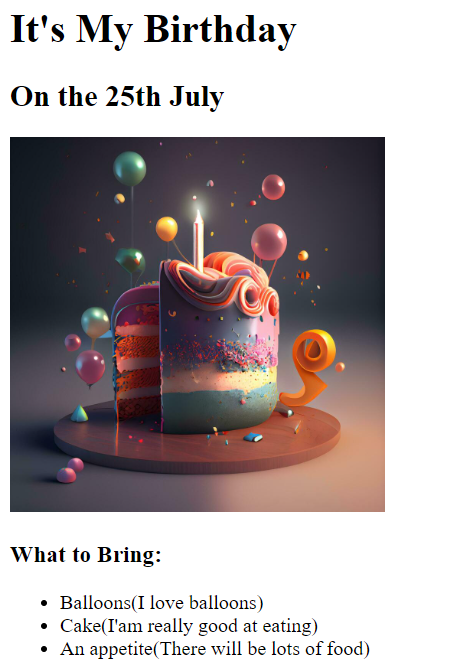 It's My Birthday
On the 25th July
What to Bring:
Balloons(I love balloons)
Cake(I'am really good at eating)
An appetite(There will be lots of food)